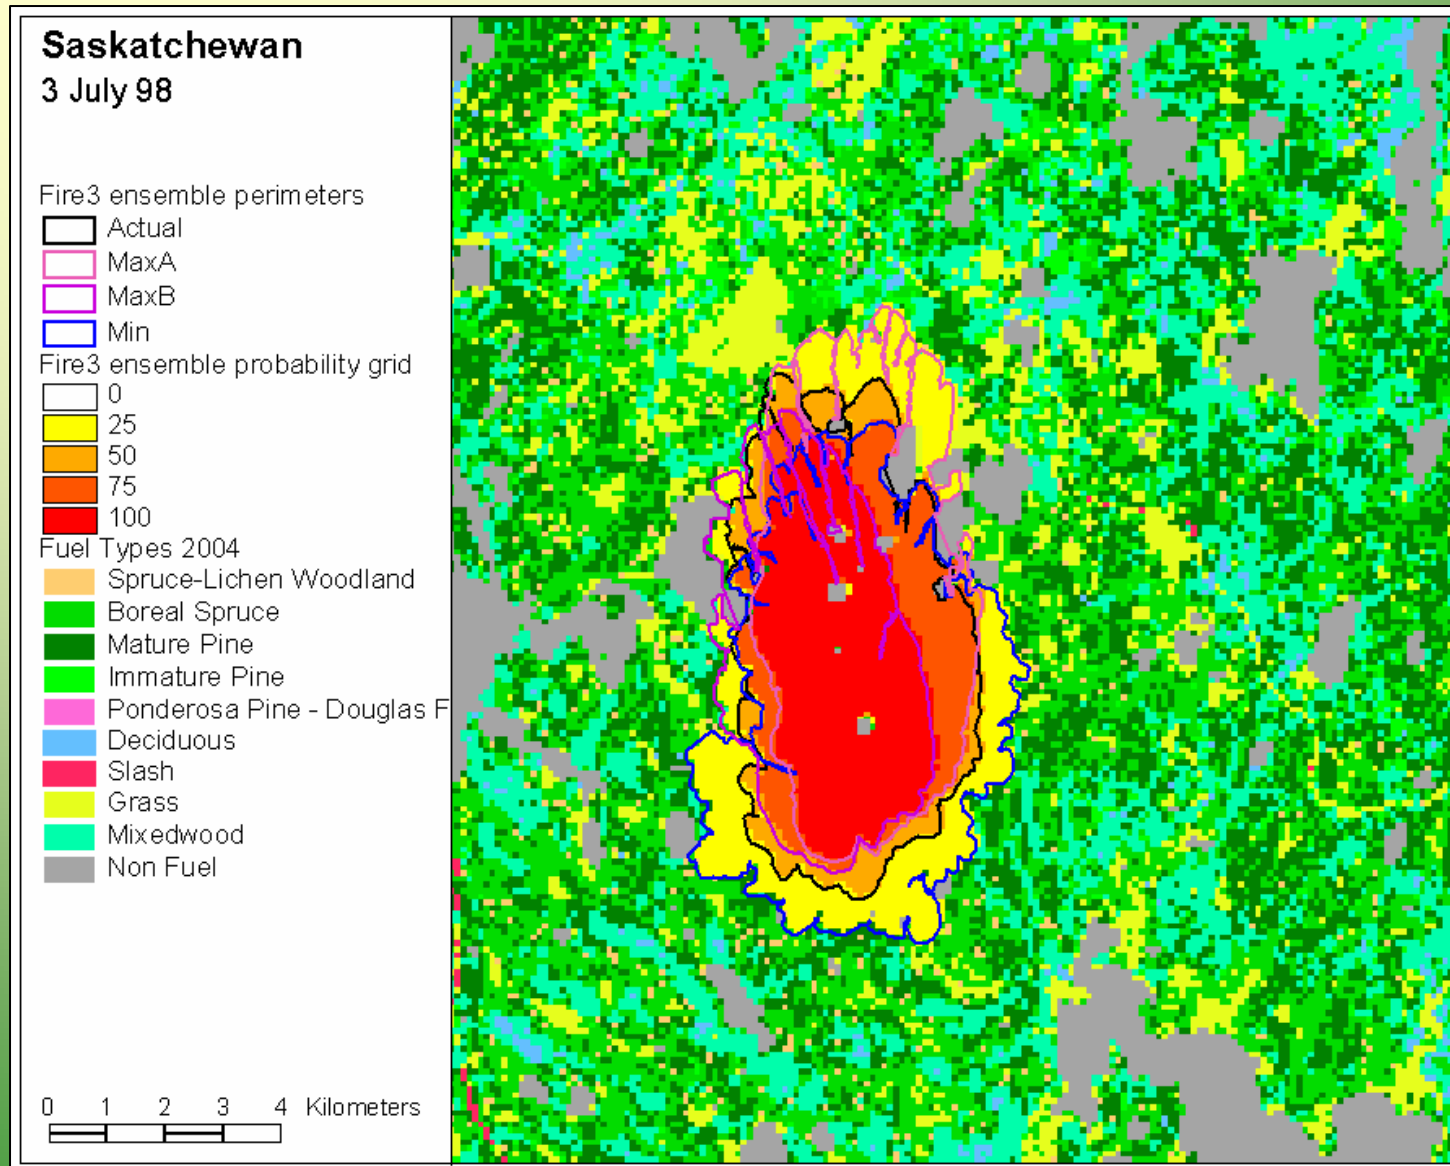 Saskatchewan
3 July 98
Fire3 ensemble perimeters
Actual
MaxA
MaxB
Min
Fire3 ensemble probability grid
0
25
50
75
100
Fuel Types 2004
Spruce-Lichen Woodland
Boreal Spruce
Mature Pine
Immature Pine
Ponderosa Pine - Douglas F
Deciduous
Slash
Grass
Mixedwood
Non Fuel
0 1 2 3 4 Kilometers